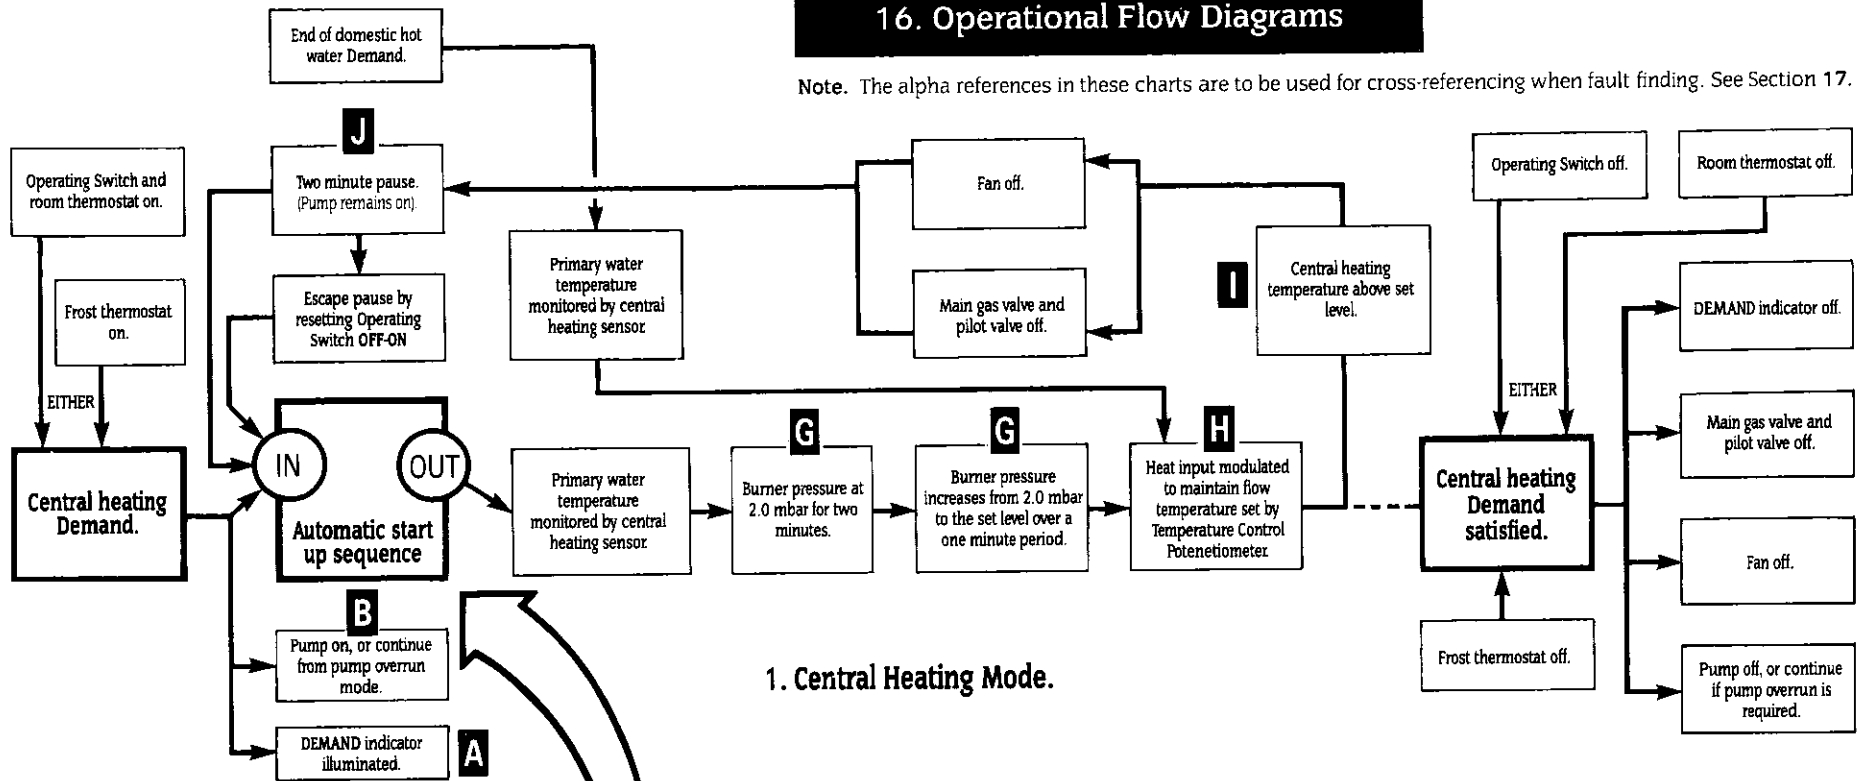 16. Operational Flow Diagrams
Note. The alpha references in these charts are to be used for cross-referencing when fault finding. See Section 17.
End of domestic hot
water Demand.
J
Operating Switch and
room thermostat on.
Two minute pause.
(Pump remains on).
Fan off.
Operating Switch off.
Room thermostat off.
Frost thermostat
on.
Escape pause by
resetting Operating
Switch OFF-ON
Primary water
temperature
monitored by central
heating sensor
Main gas valve and
pilot valve off.
I
Central heating
temperature above set
level.
DEMAND indicator off.
EITHER
EITHER
Main gas valve and
pilot valve off.
Central heating
Demand.
IN
OUT
Automatic start
up sequence
Primary water
temperature
monitored by central
heating sensor
G
Burner pressure at
2.0 mbar for two
minutes.
G
Burner pressure
increases from 2.0 mbar
to the set level over a
one minute period.
H
Heat input modulated
to maintain flow
temperature set by
Temperature Control
Potenetiometer
Central heating
Demand
satisfied.
Fan off.
B
Pump on, or continue
from pump overrun
mode.
1. Central Heating Mode.
Frost thermostat off.
Pump off, or continue
if pump overrun is
required.
DEMAND indicator
illuminated.
A